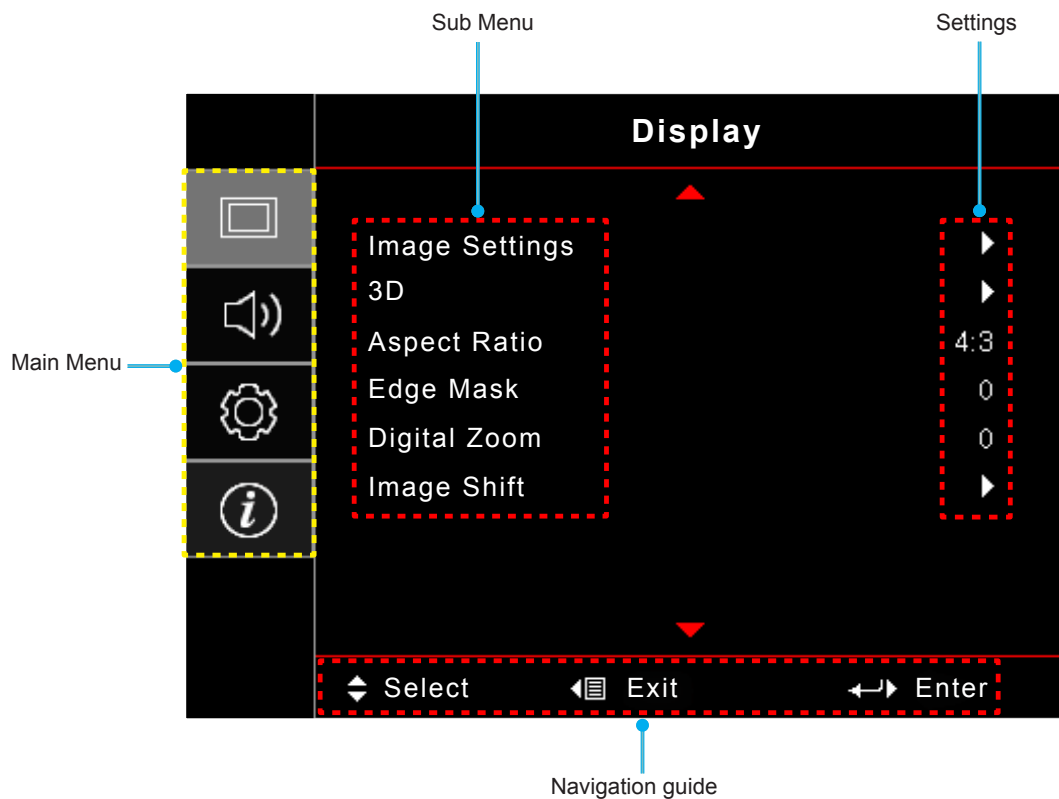 Sub Menu
Settings
Display
Image Settings
3D
Aspect Ratio 4:3
Edge Mask 0
Digital Zoom 0
Image Shift
Main Menu
i
Select Exit Enter
Navigation guide